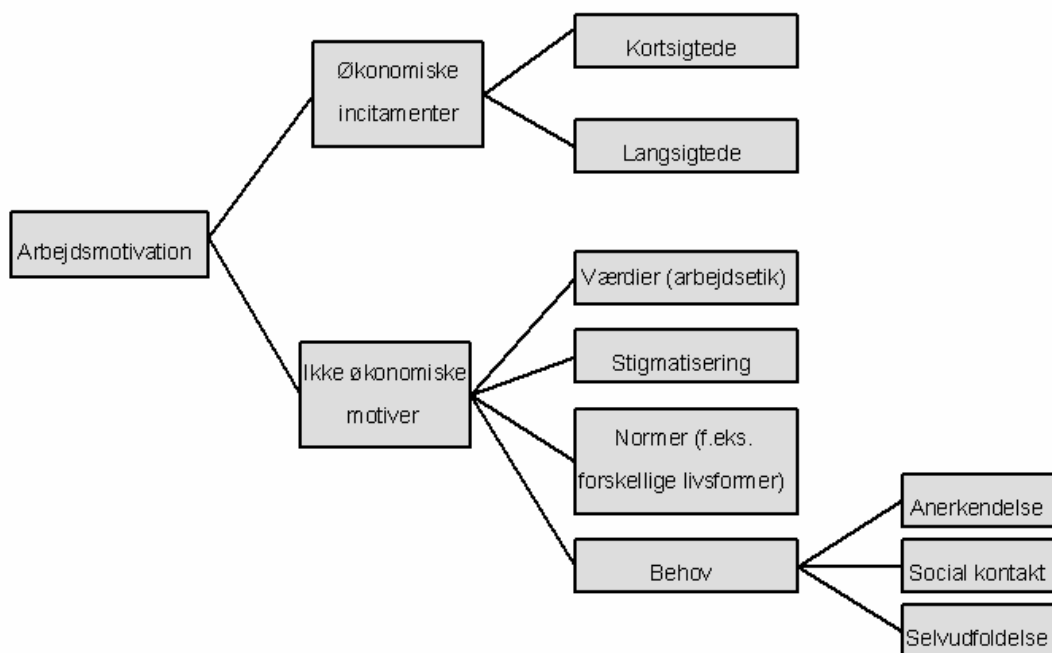 Arbejdsmotivation
Økonomiske
incitamenter
Kortsigtede
Langsigtede
Ikke økonomiske
motiver
Værdier (arbejdsetik)
Stigmatisering
Normer (f.eks.
forskellige livsformer)
Behov
Anerkendelse
Social kontakt
Selvudfoldelse